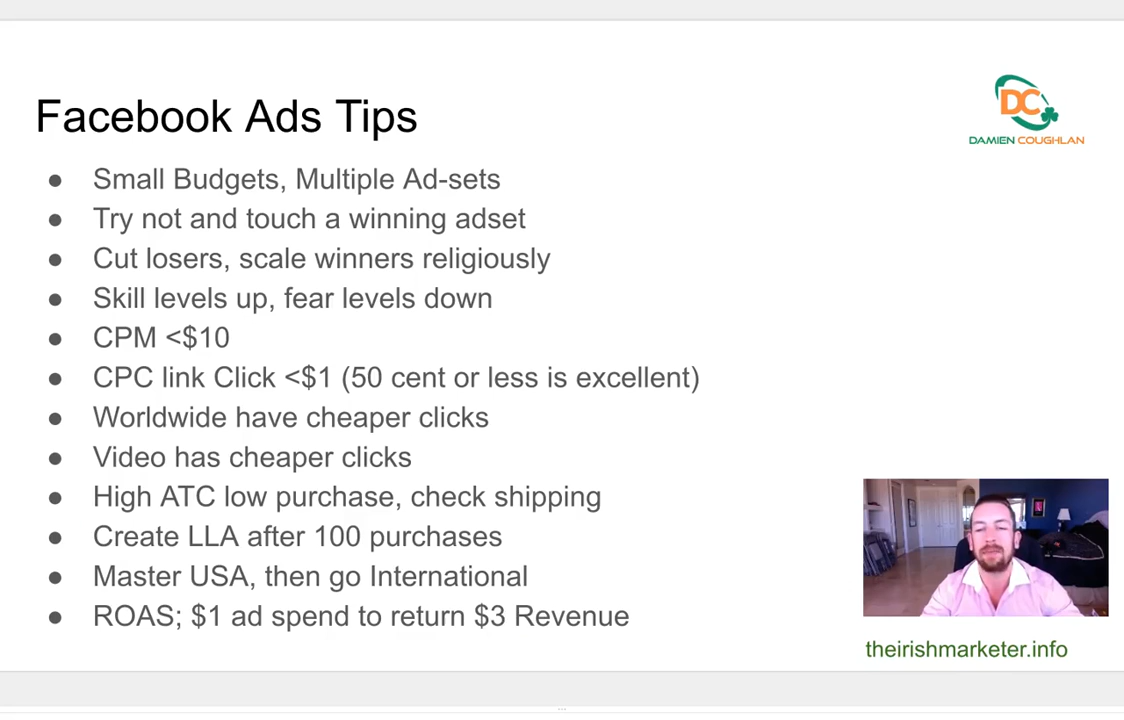 DC
DAMIEN COUGHLAN
Facebook Ads Tips
● Small Budgets, Multiple Ad-sets
● Try not and touch a winning adset
● Cut losers, scale winners religiously
● Skill levels up, fear levels down
● CPM <$10
● CPC link Click <$1 (50 cent or less is excellent)
● Worldwide have cheaper clicks
● Video has cheaper clicks
● High ATC low purchase, check shipping
● Create LLA after 100 purchases
● Master USA, then go International
● ROAS; $1 ad spend to return $3 Revenue
theirishmarketer.info